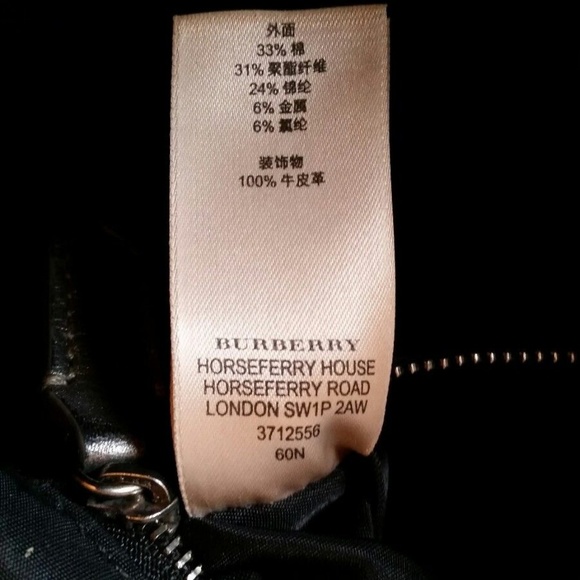 外面
33% 棉
31% 聚酯纤维
24% 锦纶
6% 金属
6% 氯纶
装饰物
100% 牛皮革
BURBERRY
HORSEFERRY HOUSE
HORSEFERRY ROAD
LONDON SW1P 2AW
3712556
60N